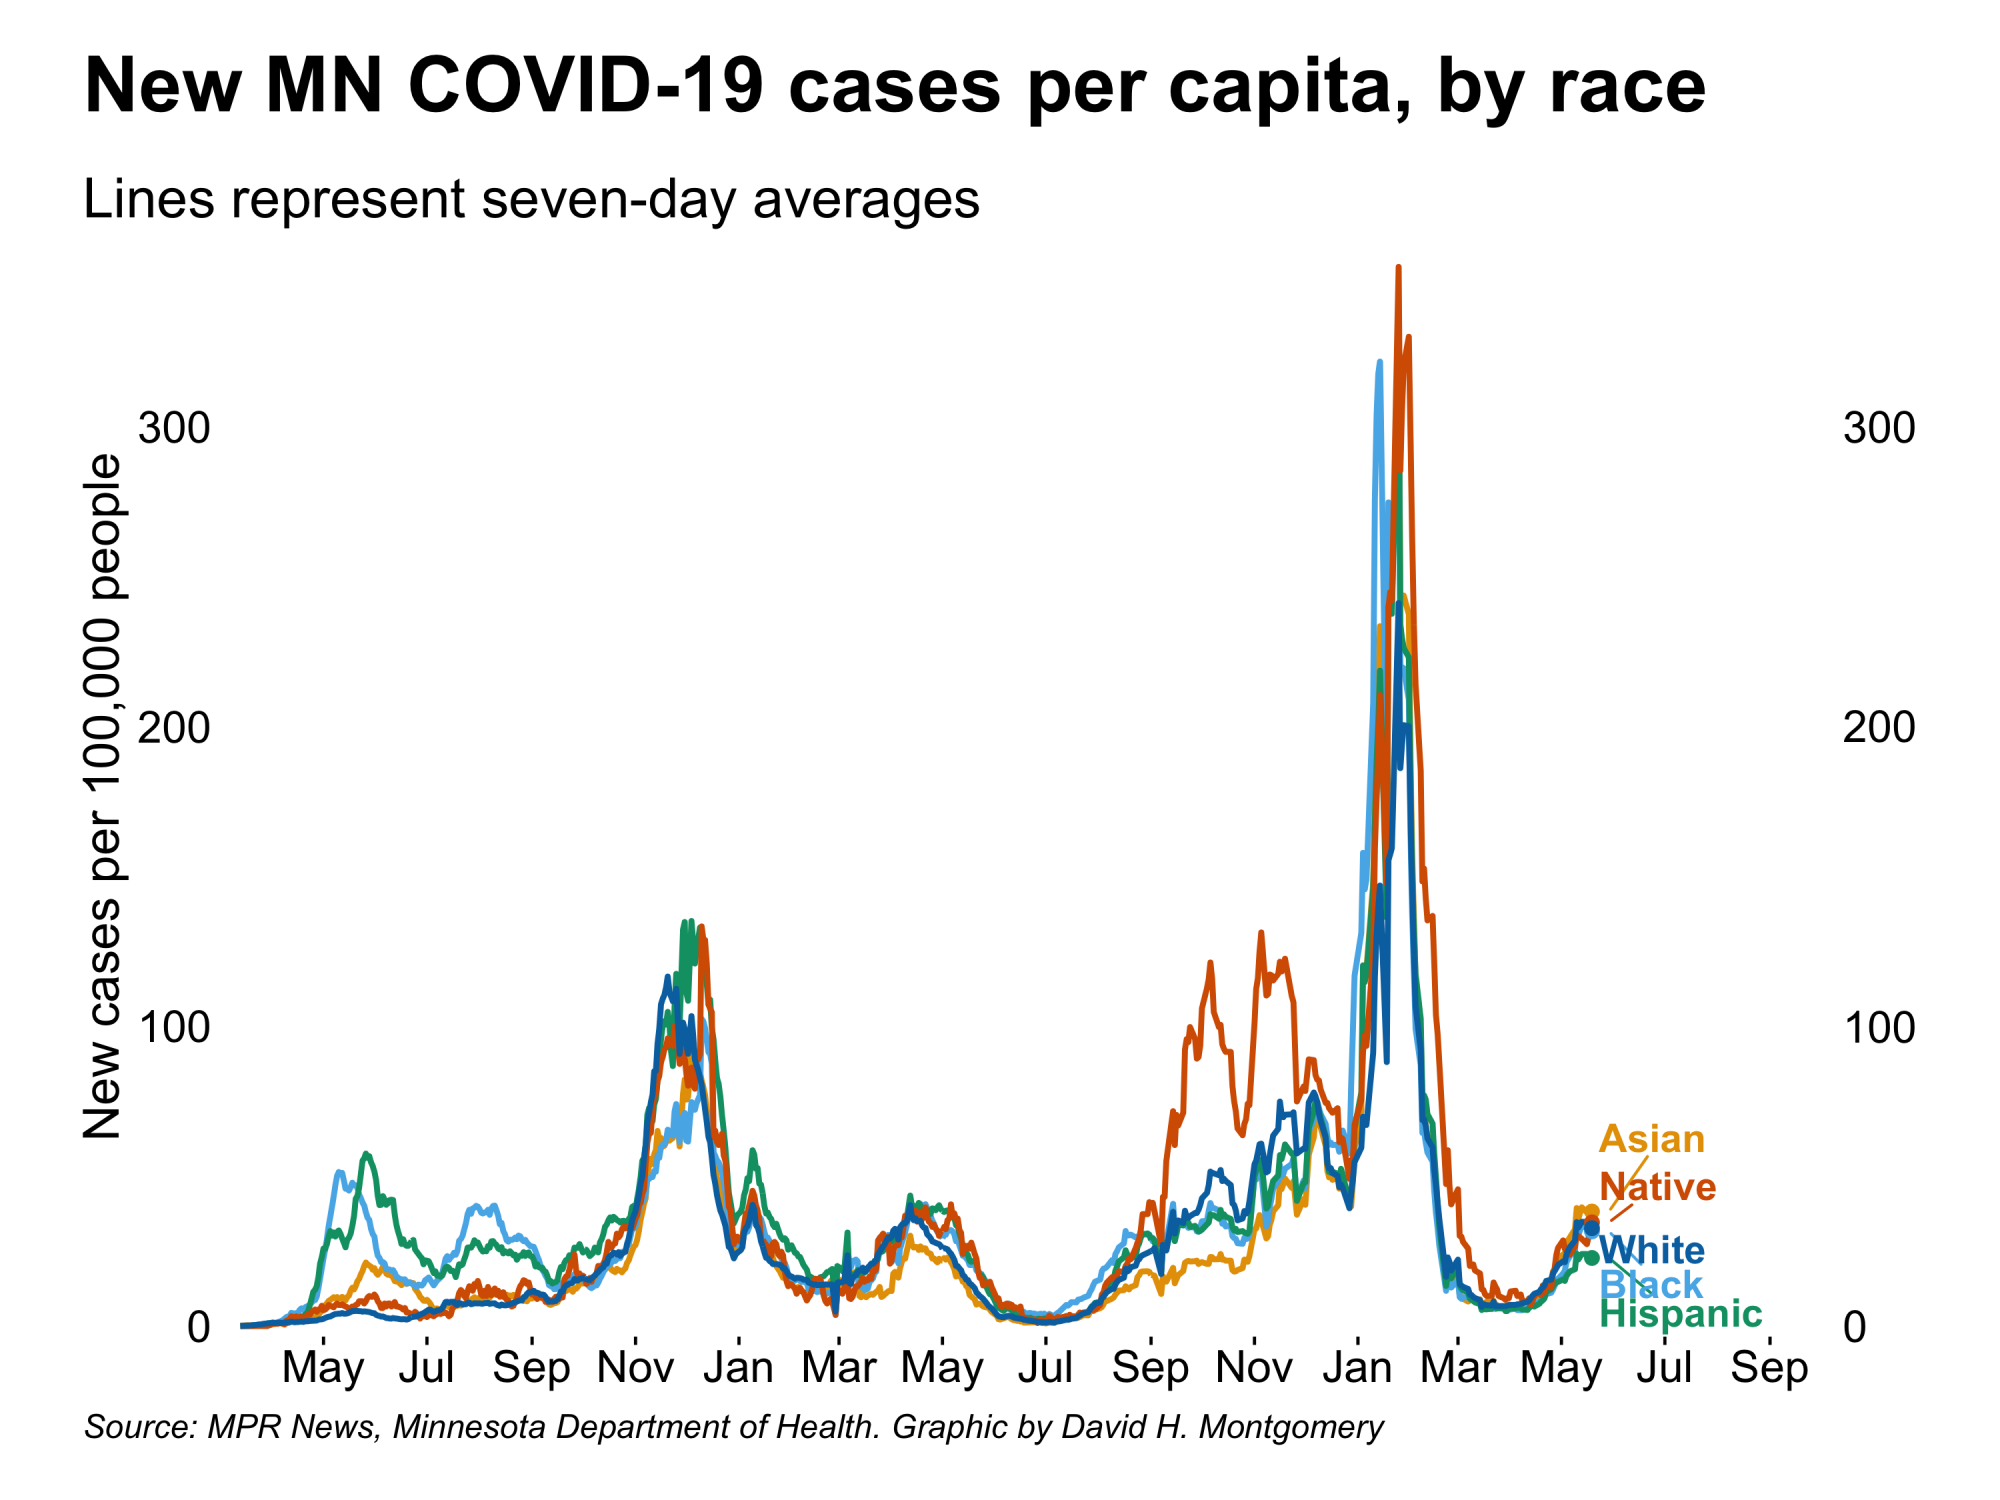 New MN COVID-19 cases per capita, by race
Lines represent seven-day averages
New cases per 100,000 people
300
300
200
200
100
100
0
0
Asian
Native
White
Black
Hispanic
May Jul Sep Nov Jan Mar May Jul Sep Nov Jan Mar May Jul Sep
Source: MPR News, Minnesota Department of Health. Graphic by David H. Montgomery